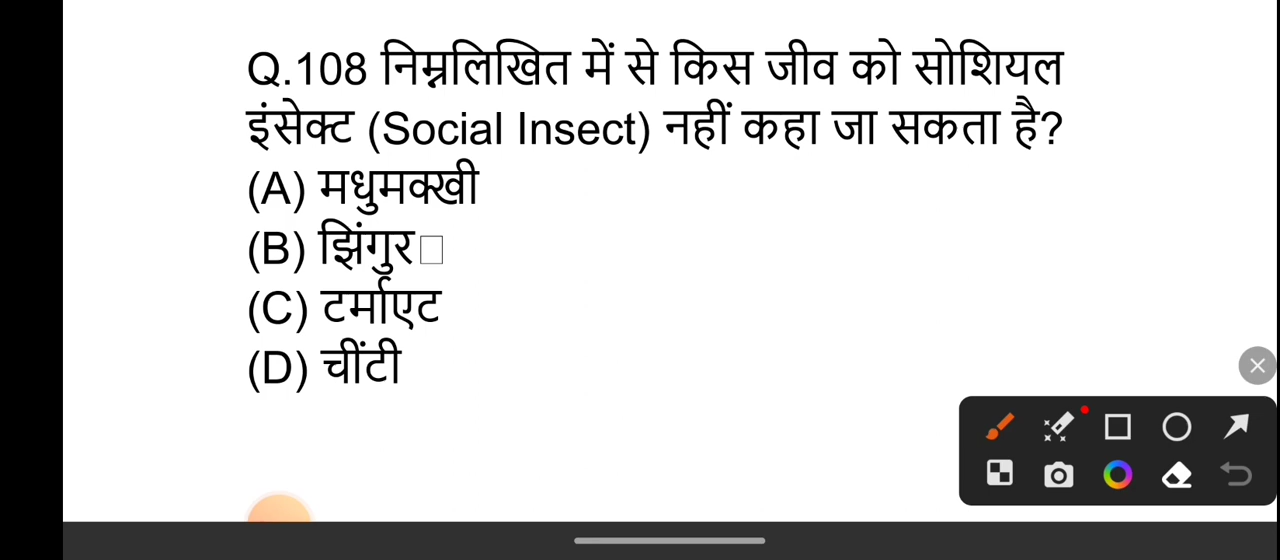 Q.108 निम्नलिखित में से किस जीव को सोशियल
इंसेक्ट (Social Insect) नहीं कहा जा सकता है?
(A) मधुमक्खी
(B) झिंगुर
(C) टर्माएट
(D) चींटी